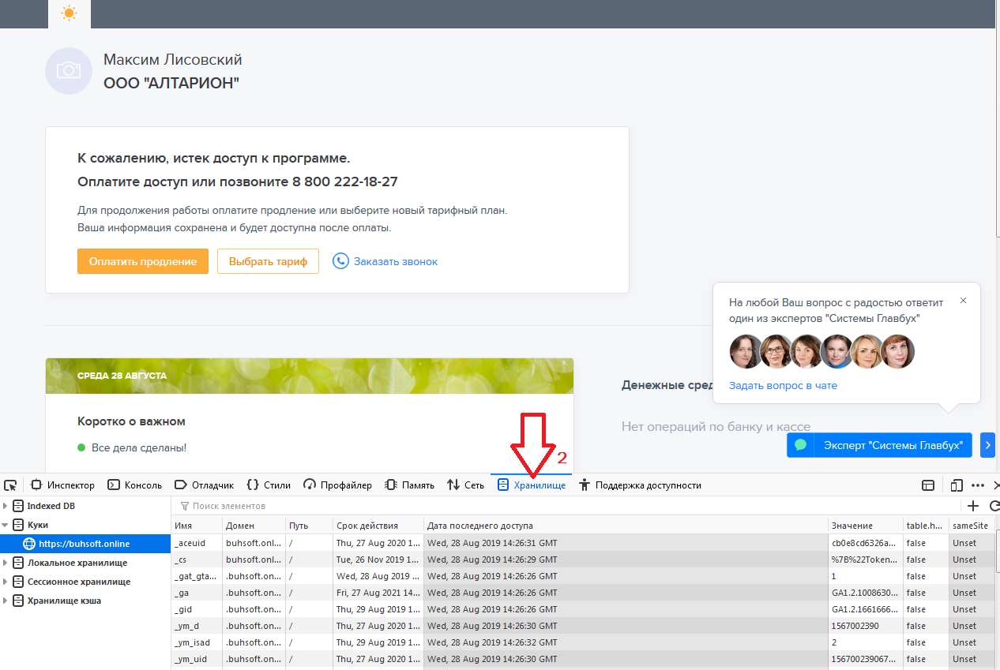 Максим Лисовский
ООО "АЛТАРИОН"
К сожалению, истек доступ к программе.
Оплатите доступ или позвоните 8 800 222-18-27
Для продолжения работы оплатите продление или выберите новый тарифный план.
Ваша информация сохранена и будет доступна после оплаты.
Оплатить продление
Выбрать тариф
Заказать звонок
На любой Ваш вопрос с радостью ответит
один из экспертов "Системы Главбух"
Задать вопрос в чате
СРЕДА 28 АВГУСТА
Коротко о важном
Все дела сделаны!
Денежные сред
Нет операций по банку и кассе
Эксперт "Системы Главбух"
2
Инспектор Консоль Отладчик Стили Профайлер Память Сеть Хранилище Поддержка доступности
Indexed DB
Куки
https://buhsoft.online
Локальное хранилище
Сессионное хранилище
Хранилище кэша
Поиск элементов
Имя Домен Путь Срок действия Дата последнего доступа Значение table.h... sameSite
_aceuid buhsoft.onl... / Thu, 27 Aug 2020 1... Wed, 28 Aug 2019 14:26:31 GMT cb0e8cd6326a... false Unset
_cs buhsoft.onl... / Tue, 26 Nov 2019 1... Wed, 28 Aug 2019 14:26:29 GMT %7B%22Token... false Unset
_gat_gta... .buhsoft.on... / Wed, 28 Aug 2019 ... Wed, 28 Aug 2019 14:26:26 GMT 1 false Unset
_ga .buhsoft.on... / Fri, 27 Aug 2021 14... Wed, 28 Aug 2019 14:26:26 GMT GA1.2.1008630... false Unset
_gid .buhsoft.on... / Thu, 29 Aug 2019 1... Wed, 28 Aug 2019 14:26:26 GMT GA1.2.1661666... false Unset
_ym_d .buhsoft.on... / Thu, 27 Aug 2020 1... Wed, 28 Aug 2019 14:26:30 GMT 1567002390 false Unset
_ym_isad .buhsoft.on... / Thu, 29 Aug 2019 1... Wed, 28 Aug 2019 14:26:32 GMT 2 false Unset
_ym_uid .buhsoft.on... / Thu, 27 Aug 2020 1... Wed, 28 Aug 2019 14:26:30 GMT 156700239067... false Unset